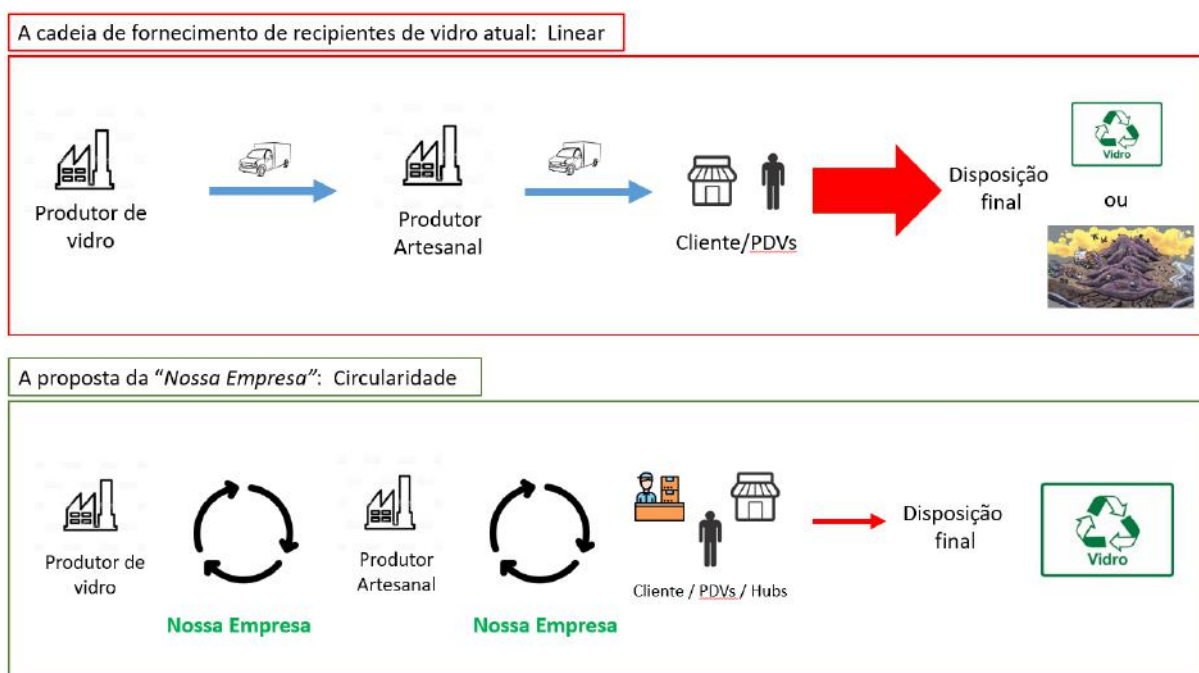 A cadeia de fornecimento de recipientes de vidro atual: Linear
Produtor de
vidro
Produtor
Artesanal
Cliente/PDVs
Disposição
final
Vidro
ou
A proposta da “Nossa Empresa”: Circularidade
Produtor de
vidro
Nossa Empresa
Produtor
Artesanal
Nossa Empresa
Cliente / PDVs / Hubs
Disposição
final
Vidro